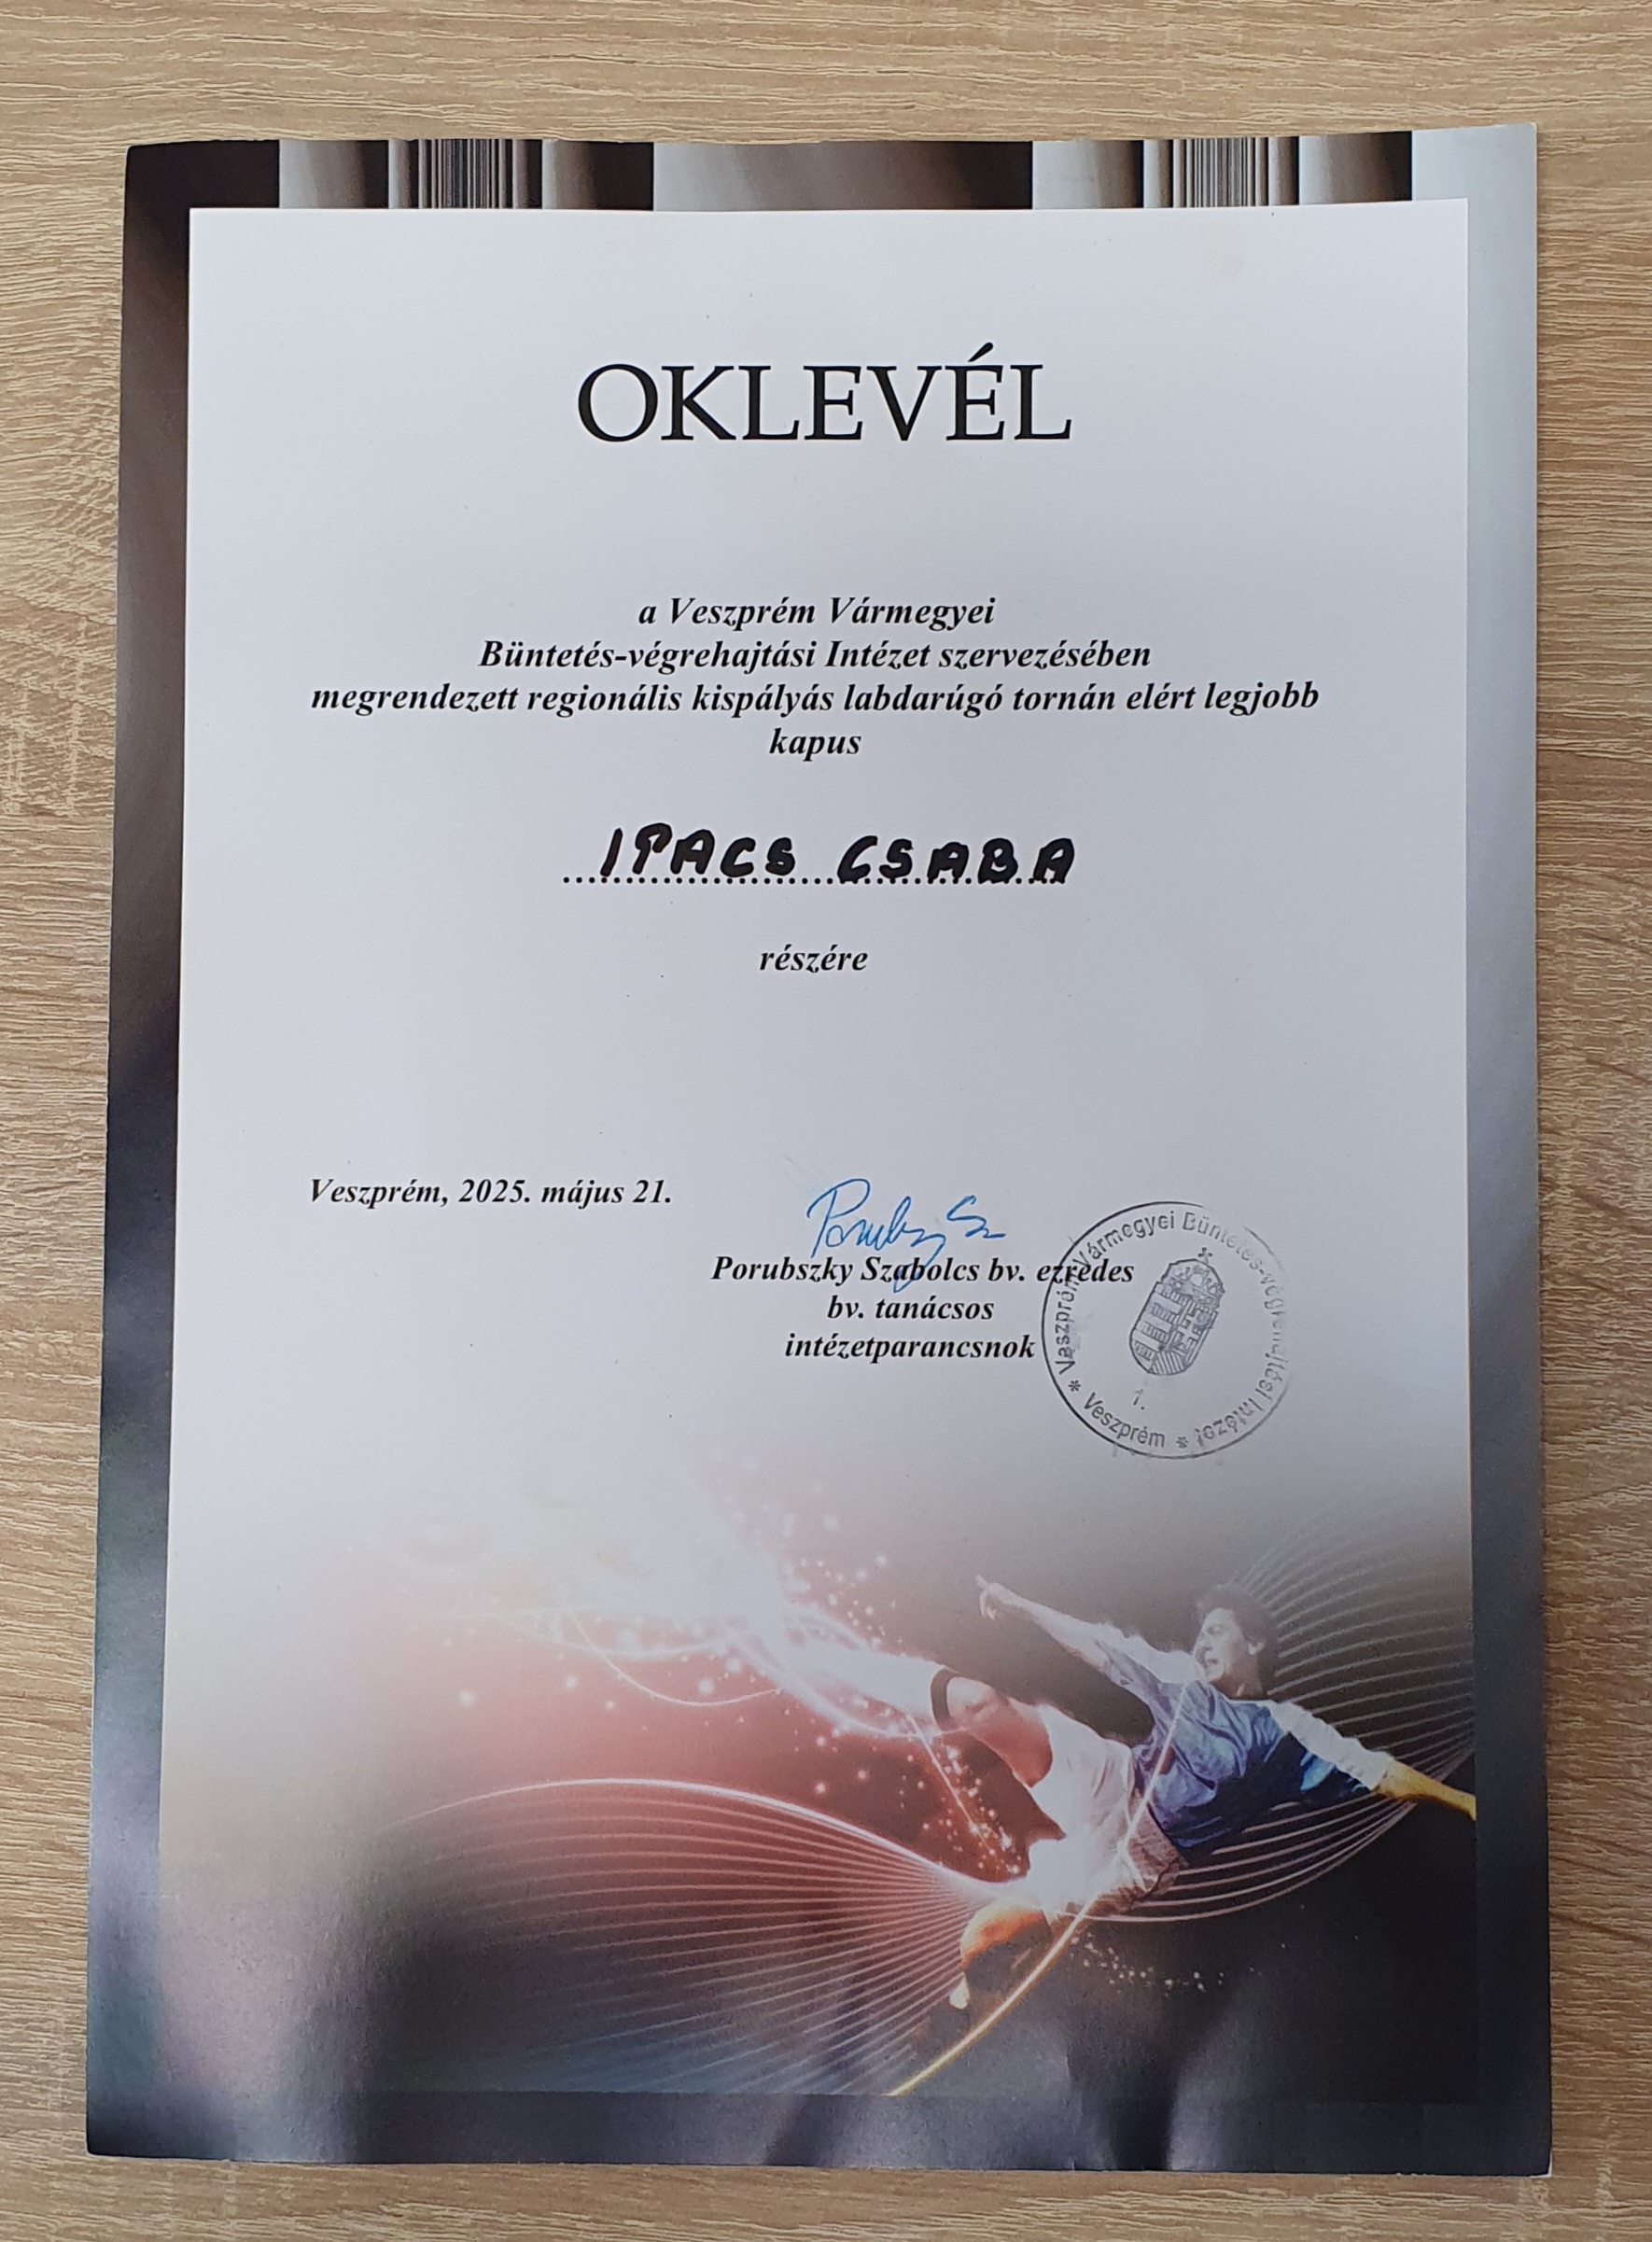 OKLEVÉL
a Veszprém Vármegyei
Büntetés-végrehajtási Intézet szervezésében
megrendezett regionális kispályás labdarúgó tornán elért legjobb
kapus
IPACS CSABA
részére
Veszprém, 2025. május 21.
Porubszky Szabolcs bv. ezredes
bv. tanácsos
intézetparancsnok
* Veszprém Vármegyei Büntetés-végrehajtási Intézet *
1.
Veszprém